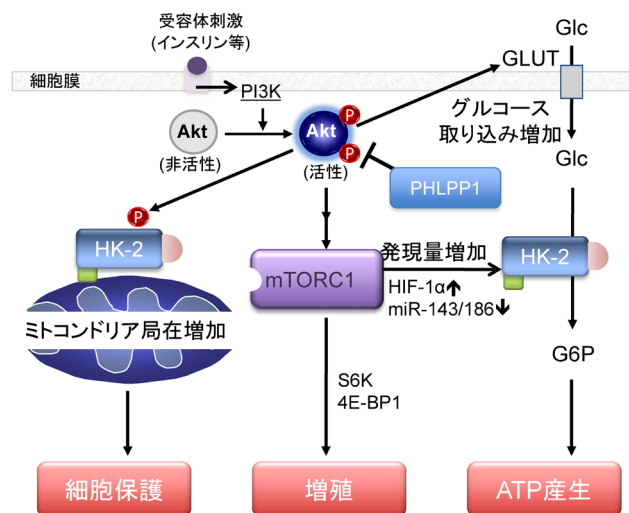 受容体刺激
(インスリン等)
Glc
GLUT
細胞膜
PI3K
P
グルコース
取り込み増加
Akt
Akt
P
(非活性)
(活性)
Glc
PHLPP1
P
HK-2
発現量増加
HK-2
mTORC1
HIF-1α↑
miR-143/186↓
ミトコンドリア局在増加
G6P
S6K
4E-BP1
細胞保護
増殖
ATP産生